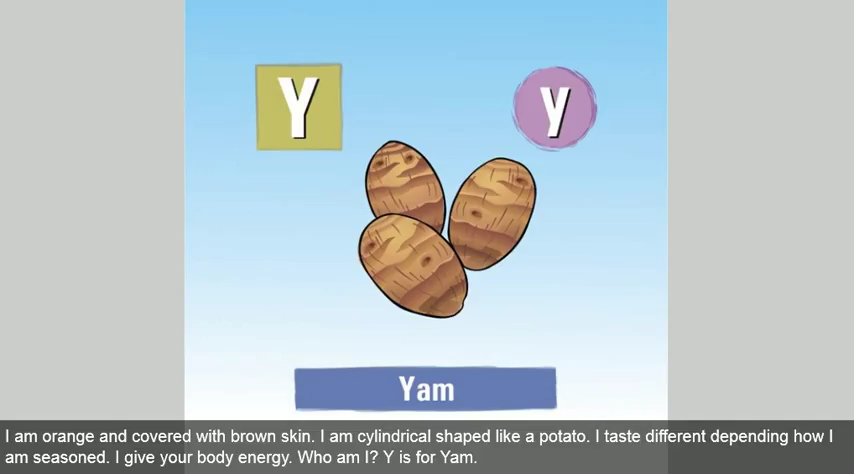 Y y
Yam
I am orange and covered with brown skin. I am cylindrical shaped like a potato. I taste different depending how I
am seasoned. I give your body energy. Who am I? Y is for Yam.